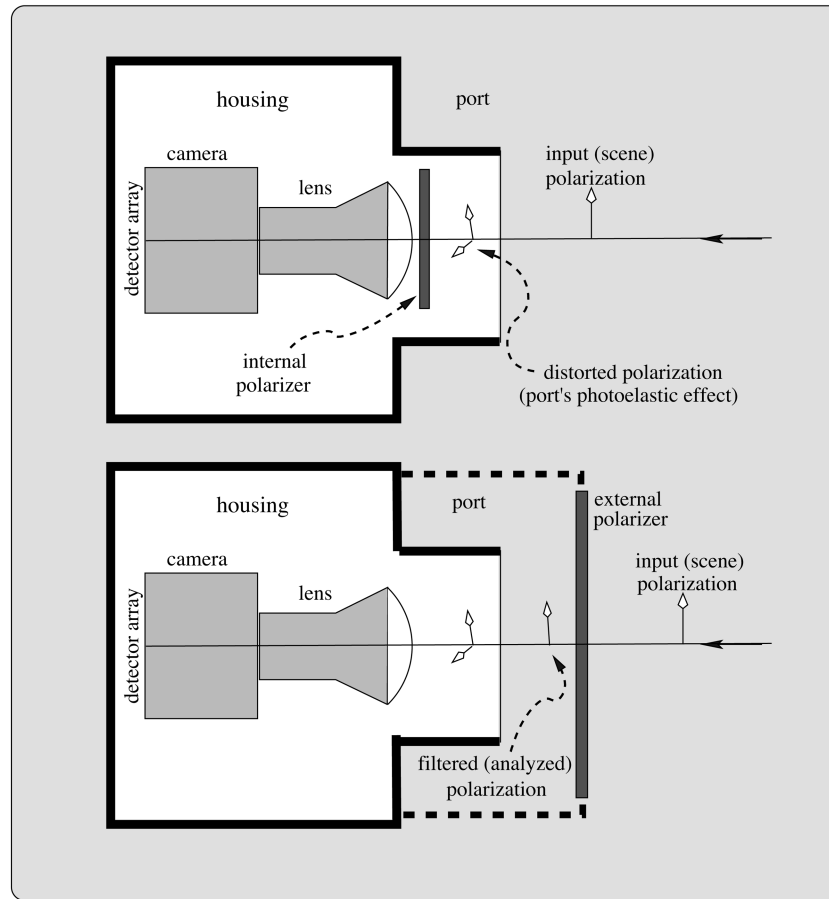 housing
port
camera
lens
detector array
input (scene)
polarization
internal
polarizer
distorted polarization
(port's photoelastic effect)
housing
port
external
polarizer
camera
lens
detector array
input (scene)
polarization
filtered (analyzed)
polarization